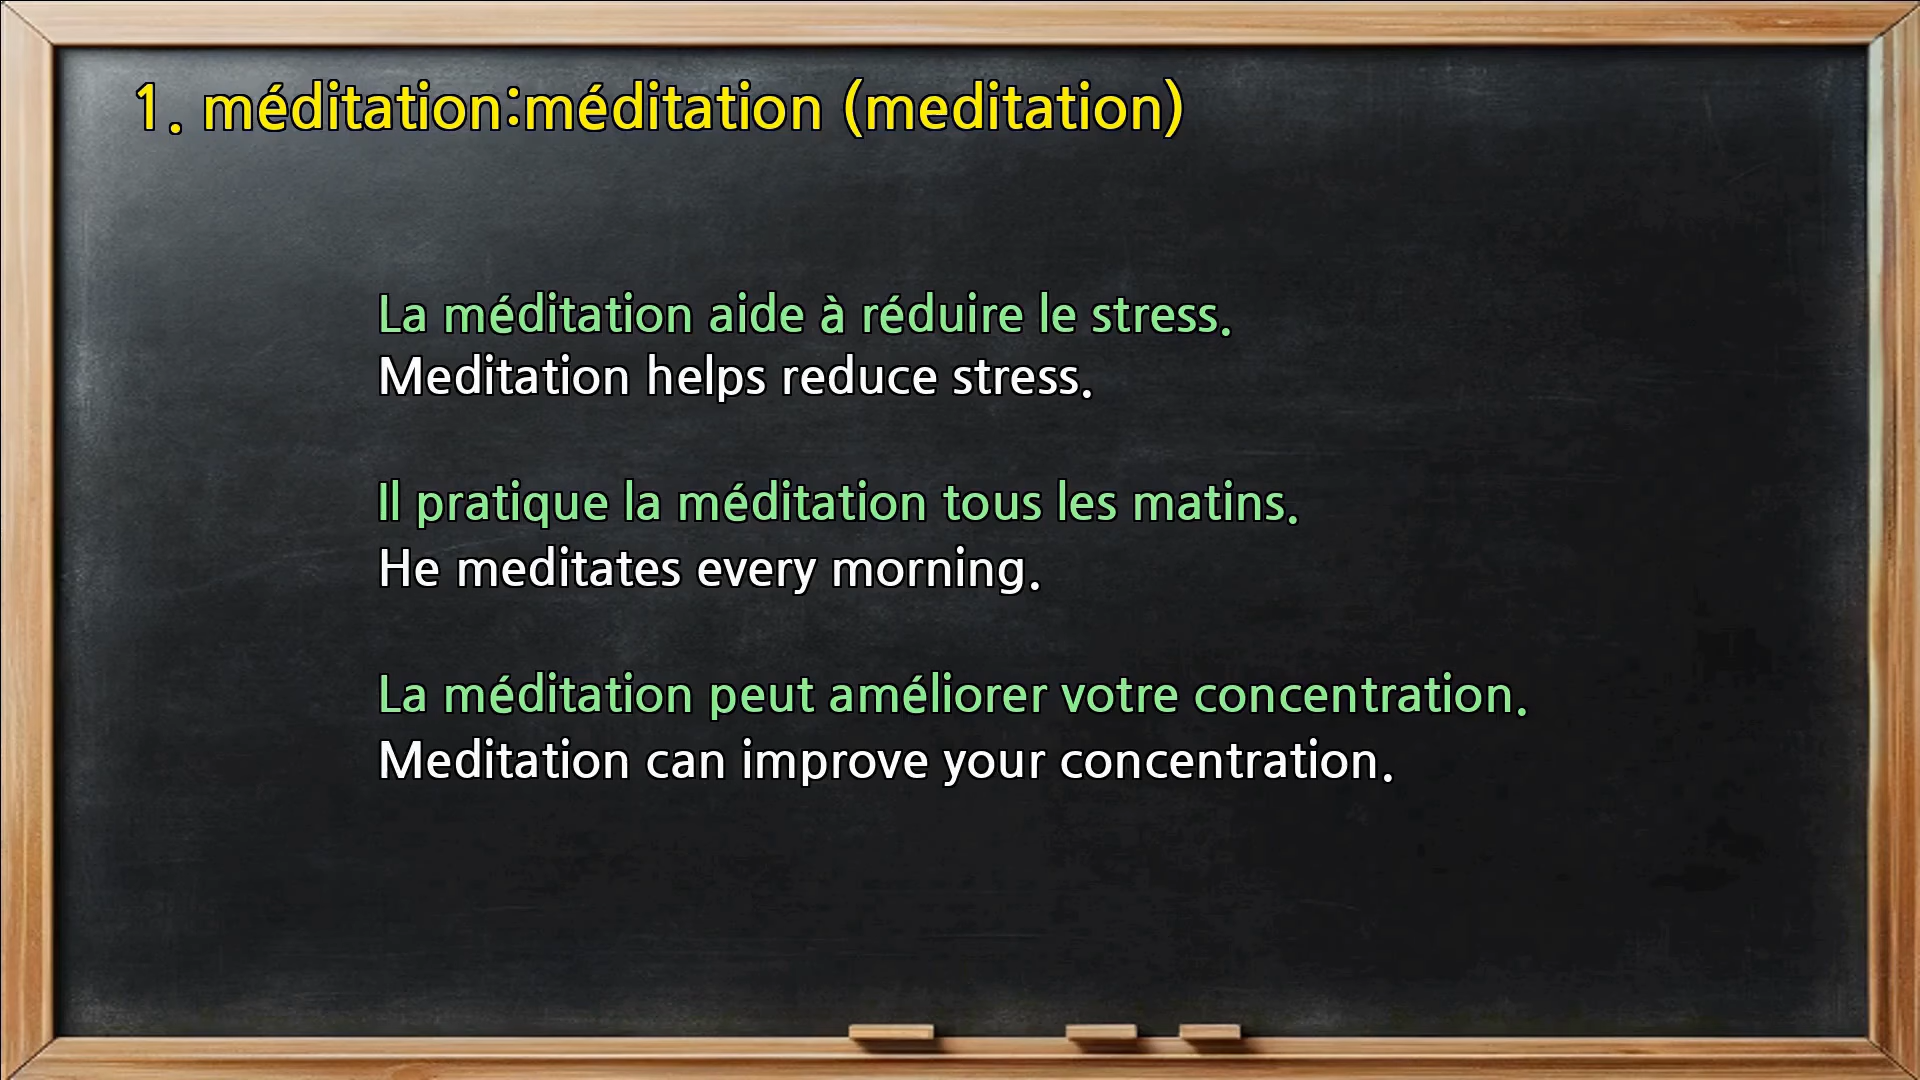 1. méditation:méditation (meditation)
La méditation aide à réduire le stress.
Meditation helps reduce stress.
Il pratique la méditation tous les matins.
He meditates every morning.
La méditation peut améliorer votre concentration.
Meditation can improve your concentration.